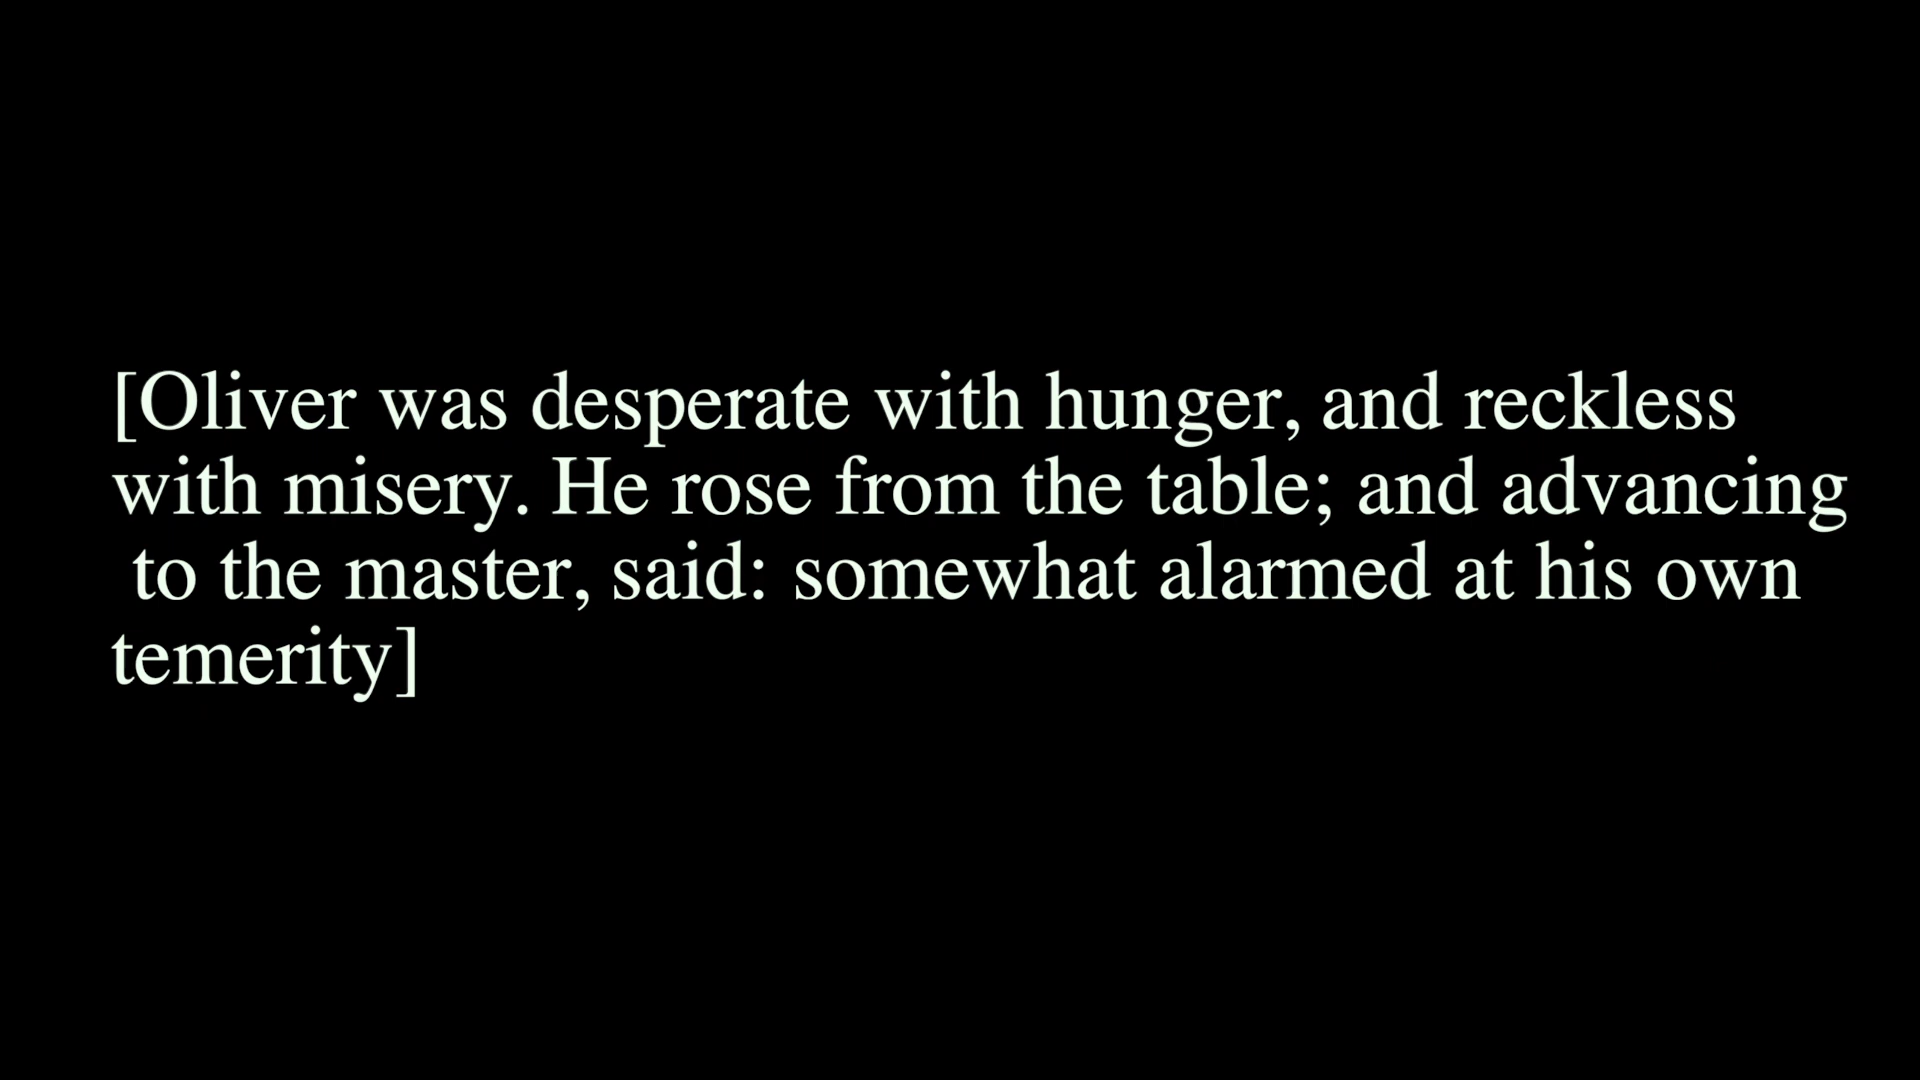 [Oliver was desperate with hunger, and reckless
with misery. He rose from the table; and advancing
to the master, said: somewhat alarmed at his own
temerity]